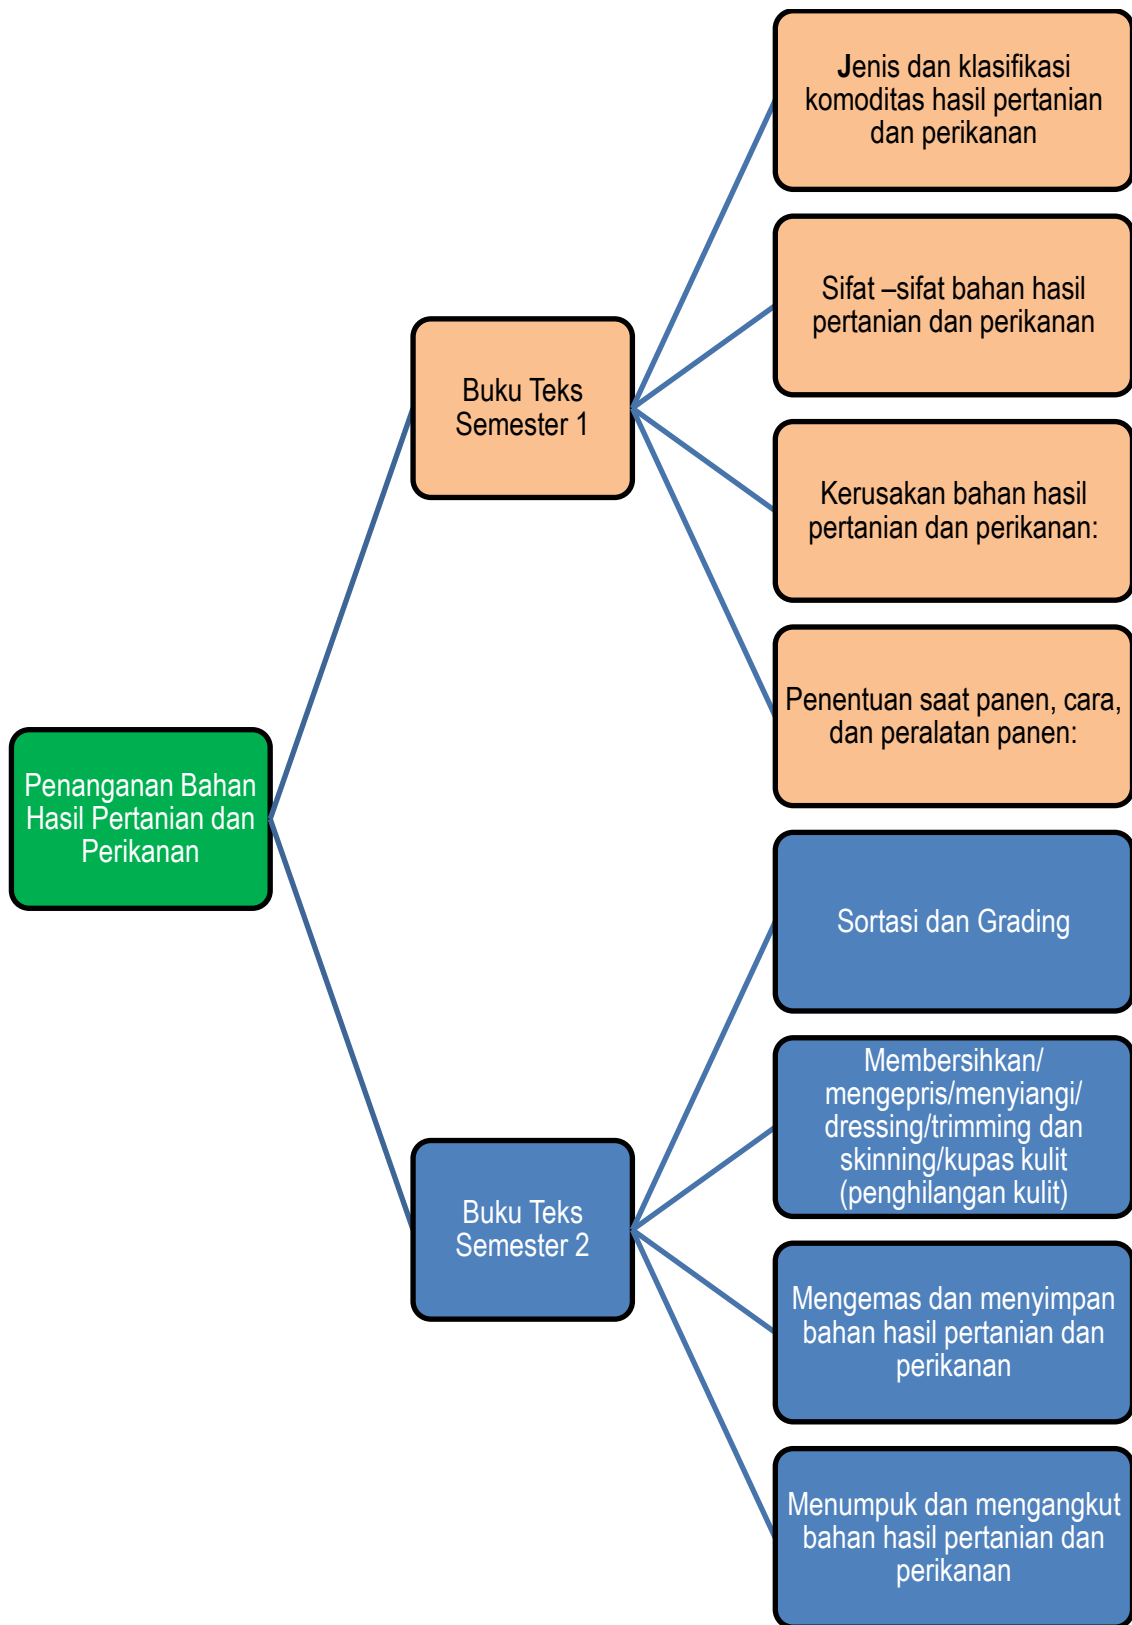 Jenis dan klasifikasi
komoditas hasil pertanian
dan perikanan
Sifat –sifat bahan hasil
pertanian dan perikanan
Buku Teks
Semester 1
Kerusakan bahan hasil
pertanian dan perikanan:
Penentuan saat panen, cara,
dan peralatan panen:
Penanganan Bahan
Hasil Pertanian dan
Perikanan
Sortasi dan Grading
Membersihkan/
mengepris/menyiangi/
dressing/trimming dan
skinning/kupas kulit
(penghilangan kulit)
Buku Teks
Semester 2
Mengemas dan menyimpan
bahan hasil pertanian dan
perikanan
Menumpuk dan mengangkut
bahan hasil pertanian dan
perikanan